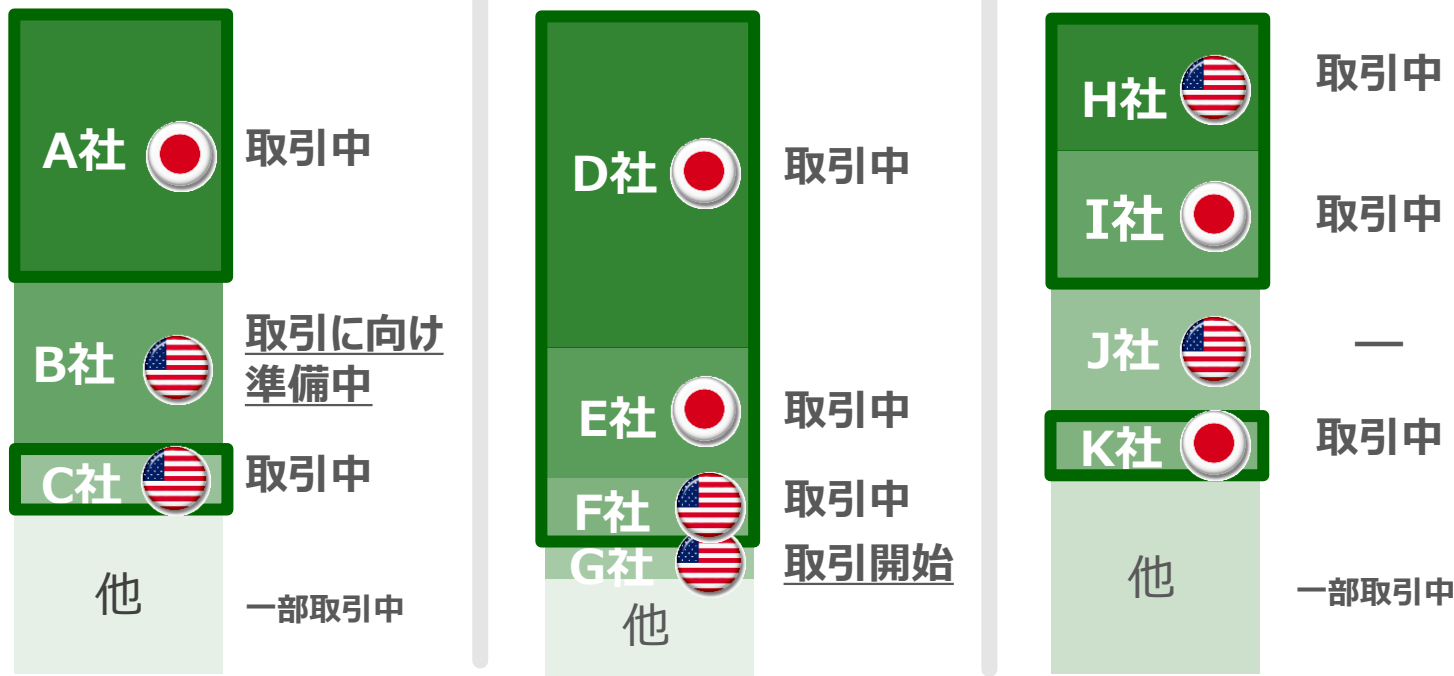 A社
取引中
B社
取引に向け
準備中
C社
取引中
他
一部取引中
D社
取引中
E社
取引中
F社
取引中
G社
取引開始
他
H社
取引中
I社
取引中
J社
—
K社
取引中
他
一部取引中